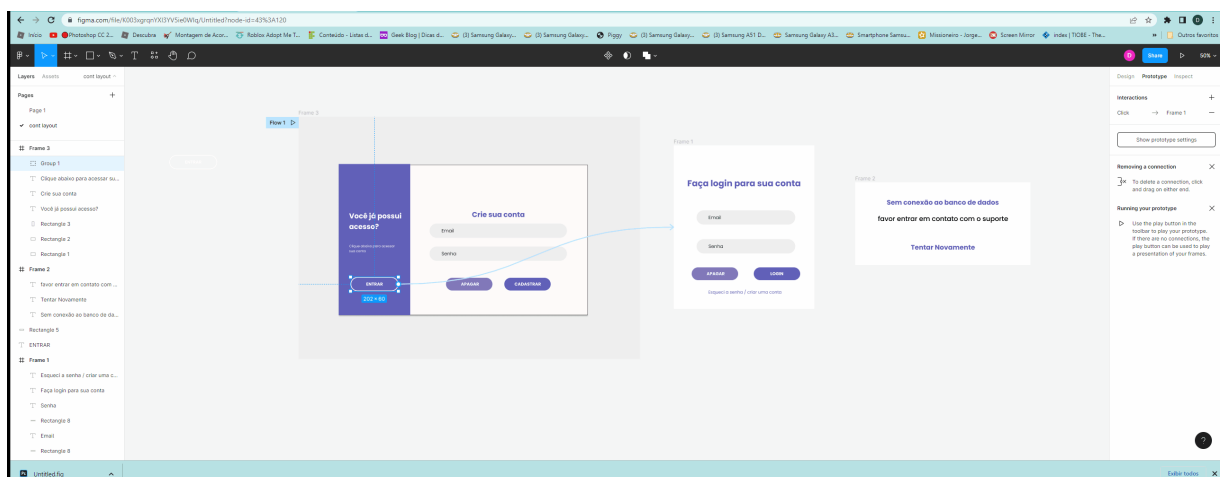 figma.com/file/K003xgrqnYXl3YV5ie0Wlq/Untitled?node-id=43%3A120
Início
Photoshop CC 2...
Descubra
Montagem de Acor...
Roblox Adopt Me T...
Conteúdo - Listas d...
Geek Blog | Dicas d...
(3) Samsung Galaxy...
(3) Samsung Galaxy...
Piggy
(3) Samsung Galaxy...
(3) Samsung A51 D...
Samsung Galaxy A5...
Smartphone Samsu...
Missioneiro - Jorge...
Screen Mirror
index | TIOBE - The...
»
Outros favoritos
D
Share
50%
Layers
Assets
cont layout
Design
Prototype
Inspect
Pages
+
Page 1
cont layout
Frame 3
Group 1
Clique abaixo para acessar su...
Crie sua conta
Você já possui acesso?
Rectangle 3
Rectangle 2
Rectangle 1
Frame 2
favor entrar em contato com ...
Tentar Novamente
Sem conexão ao banco de da...
Rectangle 5
ENTRAR
Frame 1
Esqueci a senha / criar uma c...
Faça login para sua conta
Senha
Rectangle 8
Email
Rectangle 8
Flow 1
Frame 3
Você já possui
acesso?
Clique abaixo para acessar
sua conta
ENTRAR
202 × 60
Crie sua conta
Email
Senha
APAGAR
CADASTRAR
Frame 1
Faça login para sua conta
Email
Senha
APAGAR
LOGIN
Esqueci a senha / criar uma conta
Frame 2
Sem conexão ao banco de dados
favor entrar em contato com o suporte
Tentar Novamente
Interactions
+
Click → Frame 1
Show prototype settings
Removing a connection
To delete a connection, click
and drag on either end.
Running your prototype
Use the play button in the
toolbar to play your prototype.
If there are no connections, the
play button can be used to play
a presentation of your frames.
?
Untitled.fig
Exibir todos